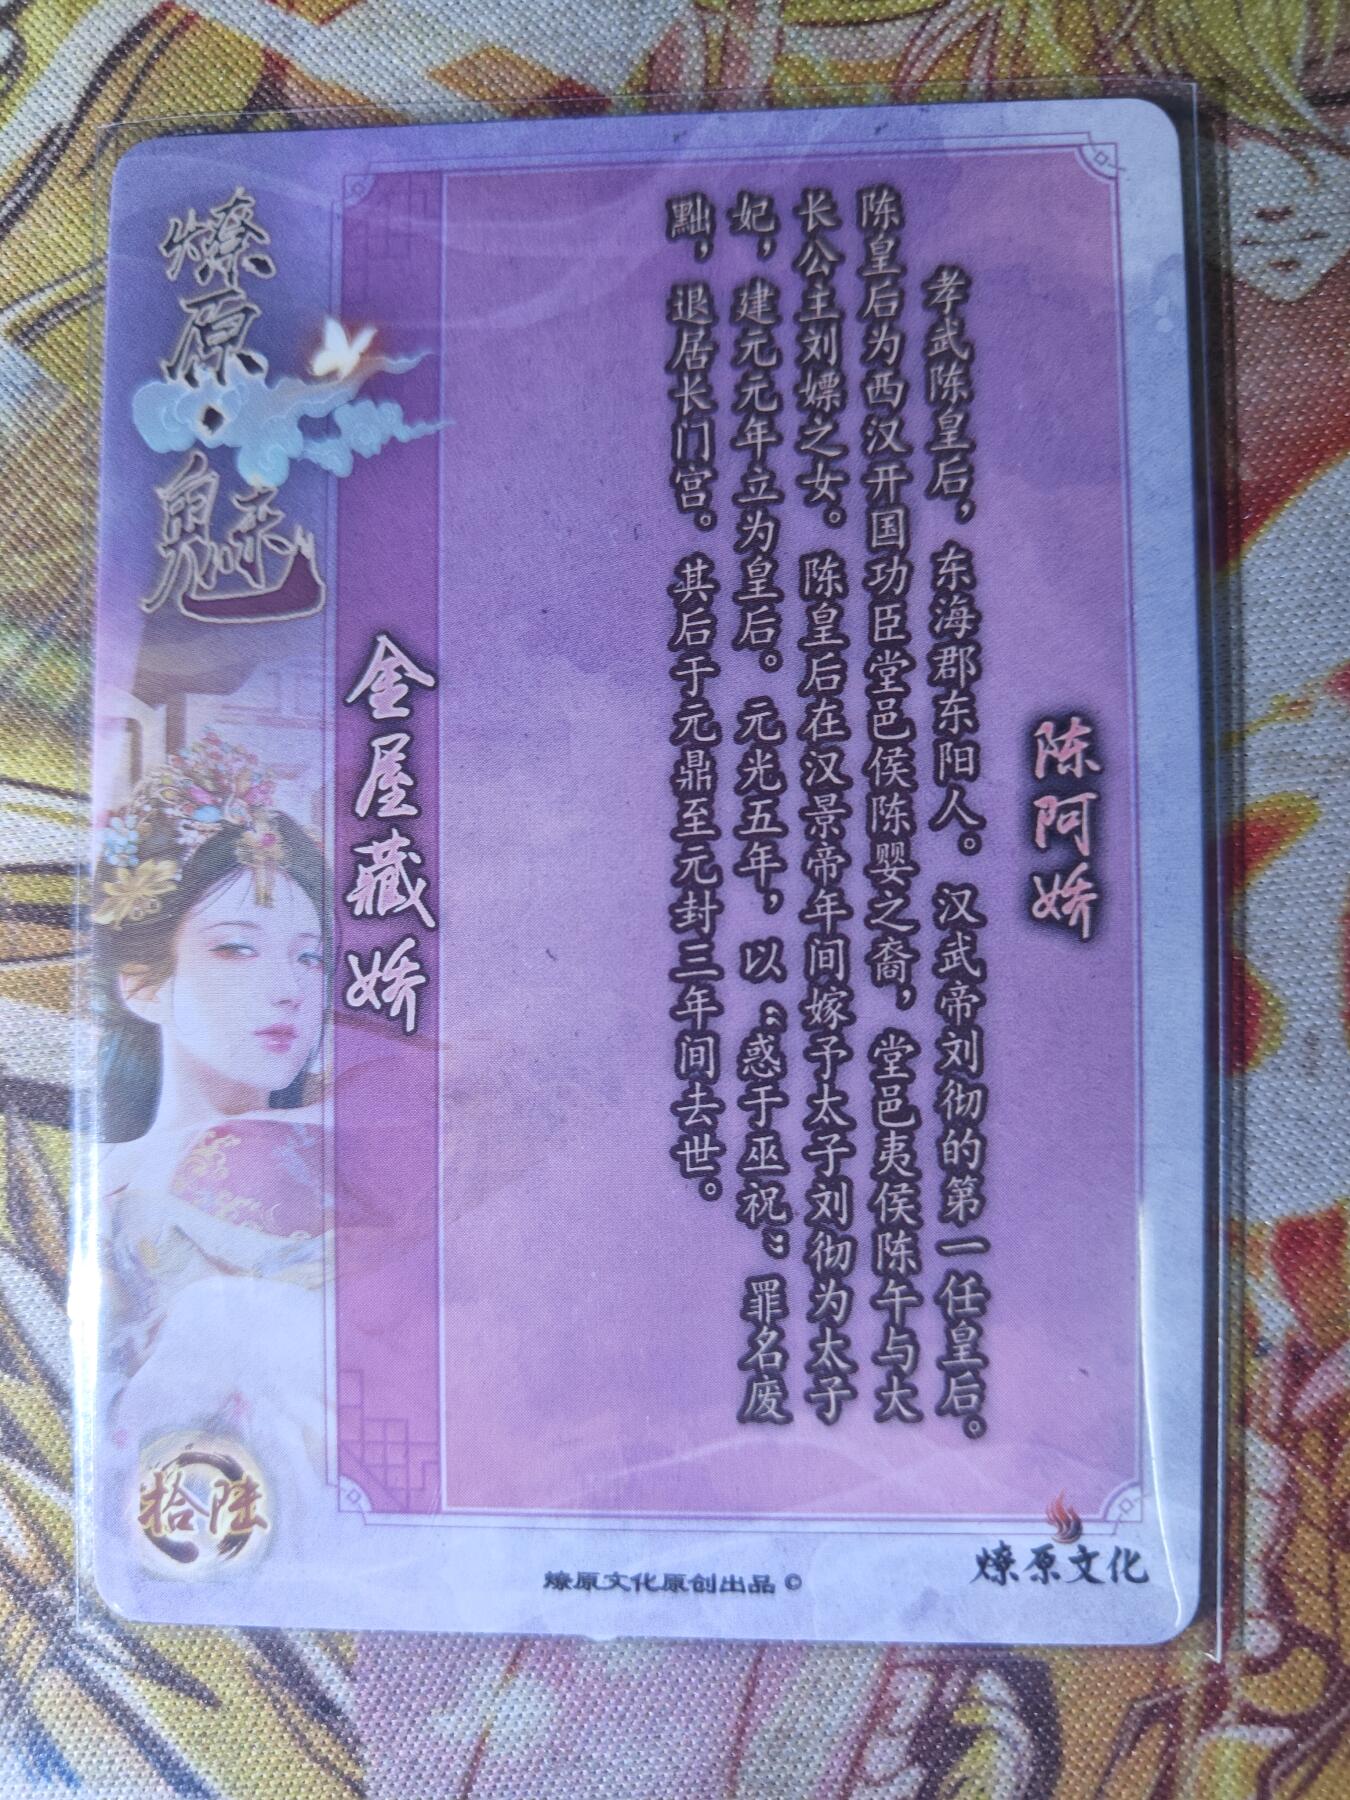 陈阿娇
孝武陈皇后，东海郡东阳人。汉武帝刘彻的第一任皇后。
陈皇后为西汉开国功臣堂邑侯陈婴之裔，堂邑夷侯陈午与大
长公主刘嫖之女。陈皇后在汉景帝年间嫁予太子刘彻为太子
妃，建元元年立为皇后。元光五年，以“惑于巫祝”罪名废
黜，退居长门宫。其后于元鼎至元封三年间去世。
金屋藏娇
燎原·魅
拾陆
燎原文化原创出品©
燎原文化